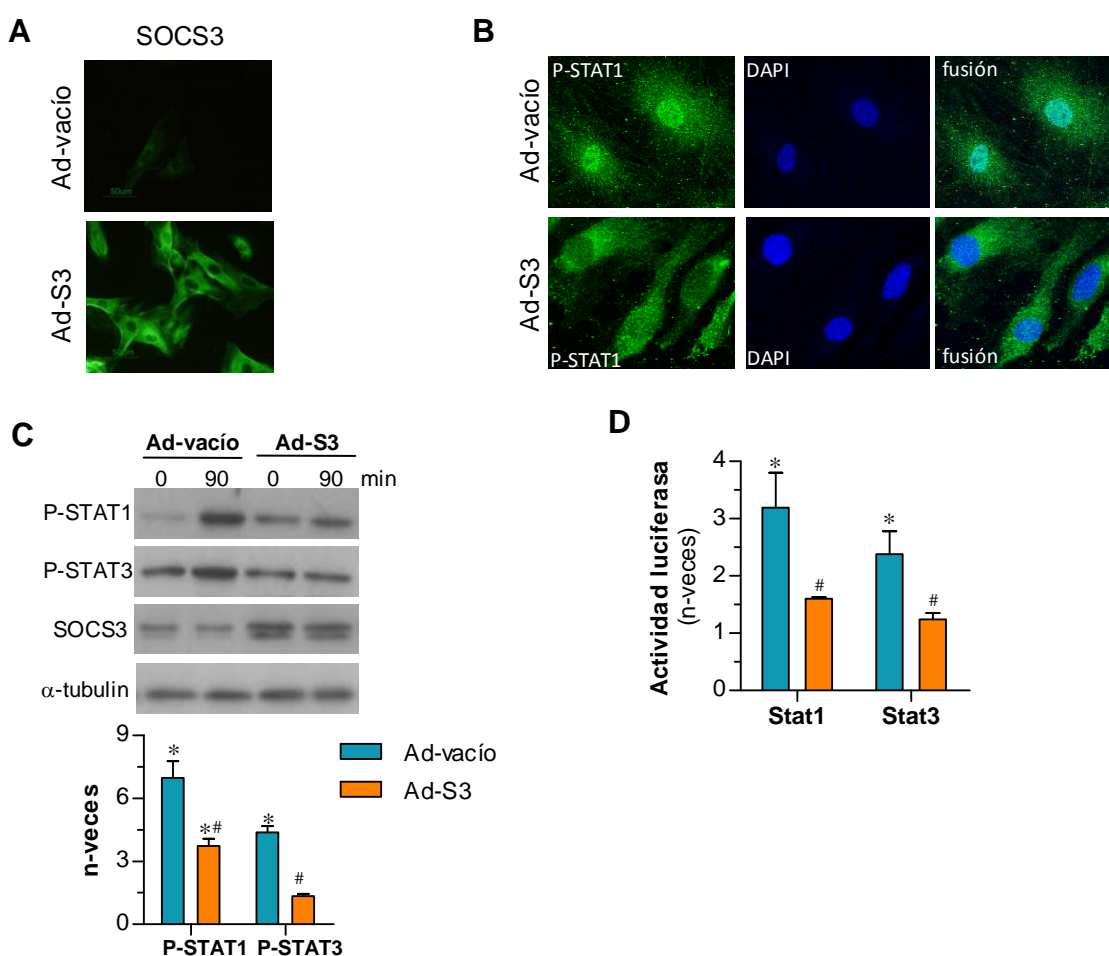 A
SOCS3
Ad-vacío
50um
Ad-S3
B
P-STAT1
DAPI
fusión
Ad-vacío
Ad-S3
P-STAT1
DAPI
fusión
C
Ad-vacío Ad-S3
0 90 0 90 min
P-STAT1
P-STAT3
SOCS3
α-tubulin
9
6
3
0
n-veces
* *# * #
P-STAT1 P-STAT3
Ad-vacío
Ad-S3
D
4
3
2
1
0
Actividad luciferasa
(n-veces)
* # * #
Stat1 Stat3